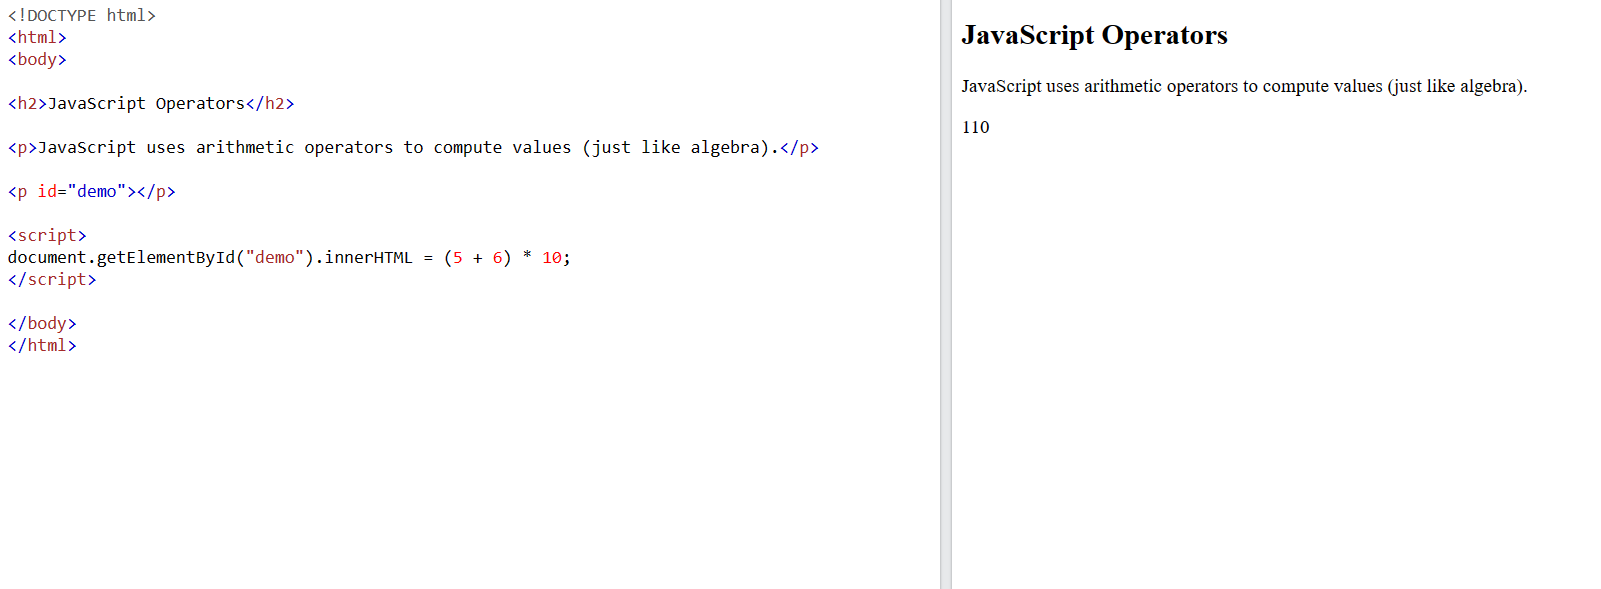 <!DOCTYPE html>
<html>
<body>
<h2>JavaScript Operators</h2>
<p>JavaScript uses arithmetic operators to compute values (just like algebra).</p>
<p id="demo"></p>
<script>
document.getElementById("demo").innerHTML = (5 + 6) * 10;
</script>
</body>
</html>
JavaScript Operators
JavaScript uses arithmetic operators to compute values (just like algebra).
110